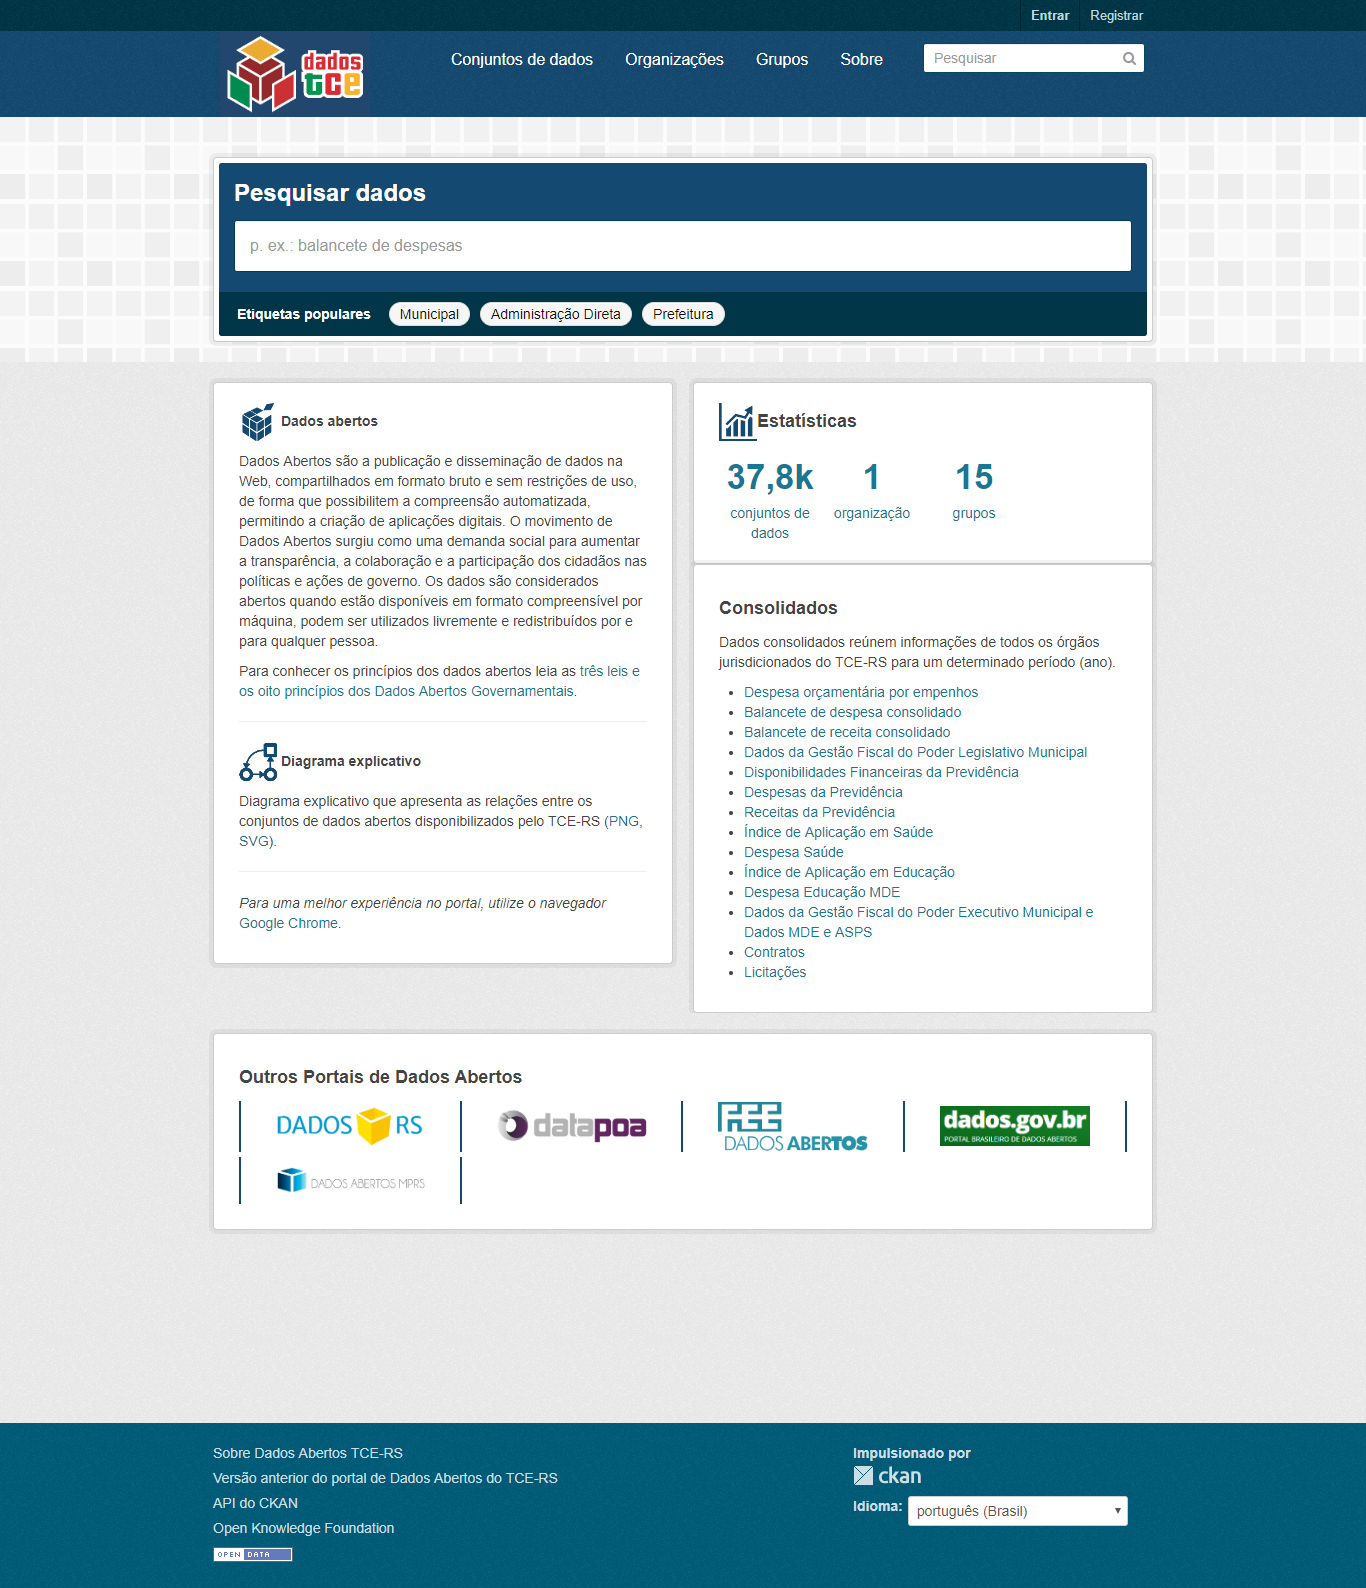 Entrar
Registrar
dados
tce
Conjuntos de dados
Organizações
Grupos
Sobre
Pesquisar
Pesquisar dados
p. ex.: balancete de despesas
Etiquetas populares
Municipal
Administração Direta
Prefeitura
Dados abertos
Dados Abertos são a publicação e disseminação de dados na
Web, compartilhados em formato bruto e sem restrições de uso,
de forma que possibilitem a compreensão automatizada,
permitindo a criação de aplicações digitais. O movimento de
Dados Abertos surgiu como uma demanda social para aumentar
a transparência, a colaboração e a participação dos cidadãos nas
políticas e ações de governo. Os dados são considerados
abertos quando estão disponíveis em formato compreensível por
máquina, podem ser utilizados livremente e redistribuídos por e
para qualquer pessoa.
Para conhecer os princípios dos dados abertos leia as três leis e
os oito princípios dos Dados Abertos Governamentais.
Diagrama explicativo
Diagrama explicativo que apresenta as relações entre os
conjuntos de dados abertos disponibilizados pelo TCE-RS (PNG,
SVG).
Para uma melhor experiência no portal, utilize o navegador
Google Chrome.
Estatísticas
37,8k
conjuntos de
dados
1
organização
15
grupos
Consolidados
Dados consolidados reúnem informações de todos os órgãos
jurisdicionados do TCE-RS para um determinado período (ano).
Despesa orçamentária por empenhos
Balancete de despesa consolidado
Balancete de receita consolidado
Dados da Gestão Fiscal do Poder Legislativo Municipal
Disponibilidades Financeiras da Previdência
Despesas da Previdência
Receitas da Previdência
Índice de Aplicação em Saúde
Despesa Saúde
Índice de Aplicação em Educação
Despesa Educação MDE
Dados da Gestão Fiscal do Poder Executivo Municipal e
Dados MDE e ASPS
Contratos
Licitações
Outros Portais de Dados Abertos
DADOS RS
datapoa
FEE
DADOS ABERTOS
dados.gov.br
PORTAL BRASILEIRO DE DADOS ABERTOS
DADOS ABERTOS MPRS
Sobre Dados Abertos TCE-RS
Versão anterior do portal de Dados Abertos do TCE-RS
API do CKAN
Open Knowledge Foundation
OPEN DATA
Impulsionado por
ckan
Idioma:
português (Brasil)